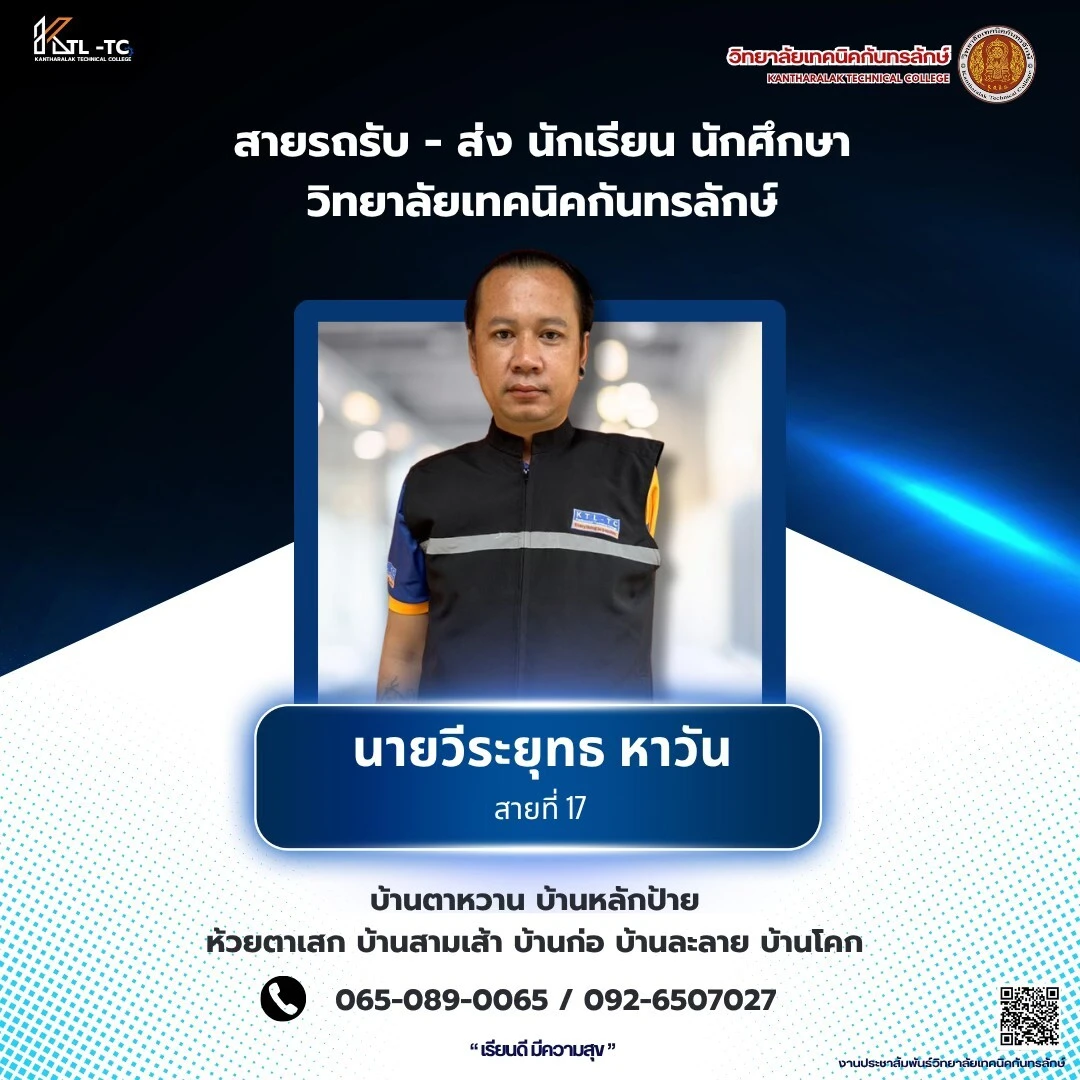 KTL-TC
KANTHARALAK TECHNICAL COLLEGE
วิทยาลัยเทคนิคกันทรลักษ์
KANTHARALAK TECHNICAL COLLEGE
สายรถรับ - ส่ง นักเรียน นักศึกษา
วิทยาลัยเทคนิคกันทรลักษ์
KTL-TC
นายวีระยุทธ หาวัน
สายที่ 17
บ้านตาหวาน บ้านหลักป้าย
ห้วยตาเสก บ้านสามเส้า บ้านก่อ บ้านละลาย บ้านโคก
065-089-0065 / 092-6507027
“ เรียนดี มีความสุข ”
งานประชาสัมพันธ์วิทยาลัยเทคนิคกันทรลักษ์